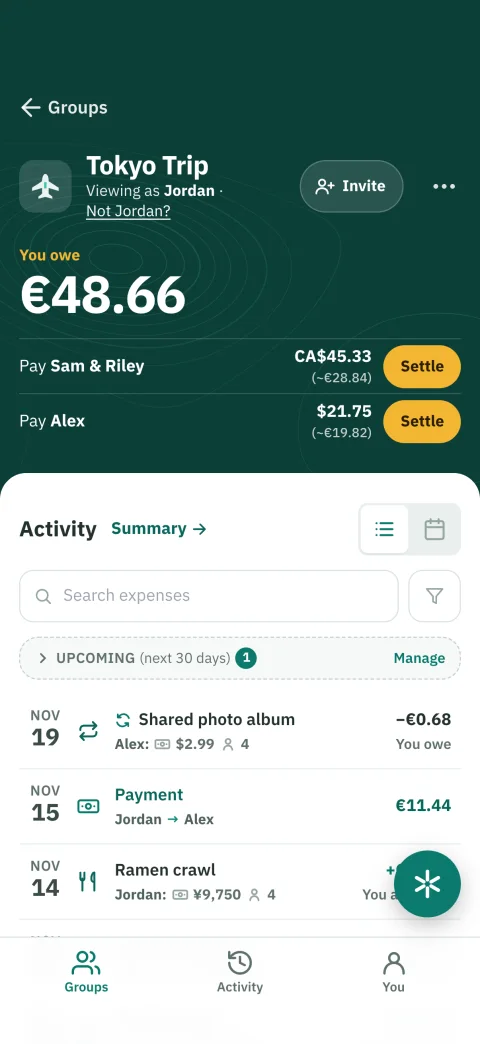 Groups
Tokyo Trip
Viewing as Jordan ·
Not Jordan?
Invite
You owe
€48.66
Pay Sam & Riley
CA$45.33
(~€28.84)
Settle
Pay Alex
$21.75
(~€19.82)
Settle
Activity
Summary →
Search expenses
UPCOMING (next 30 days) 1
Manage
NOV
19
Shared photo album
Alex: $2.99 4
−€0.68
You owe
NOV
15
Payment
Jordan → Alex
€11.44
NOV
14
Ramen crawl
Jordan: ¥9,750 4
You
Groups
Activity
You